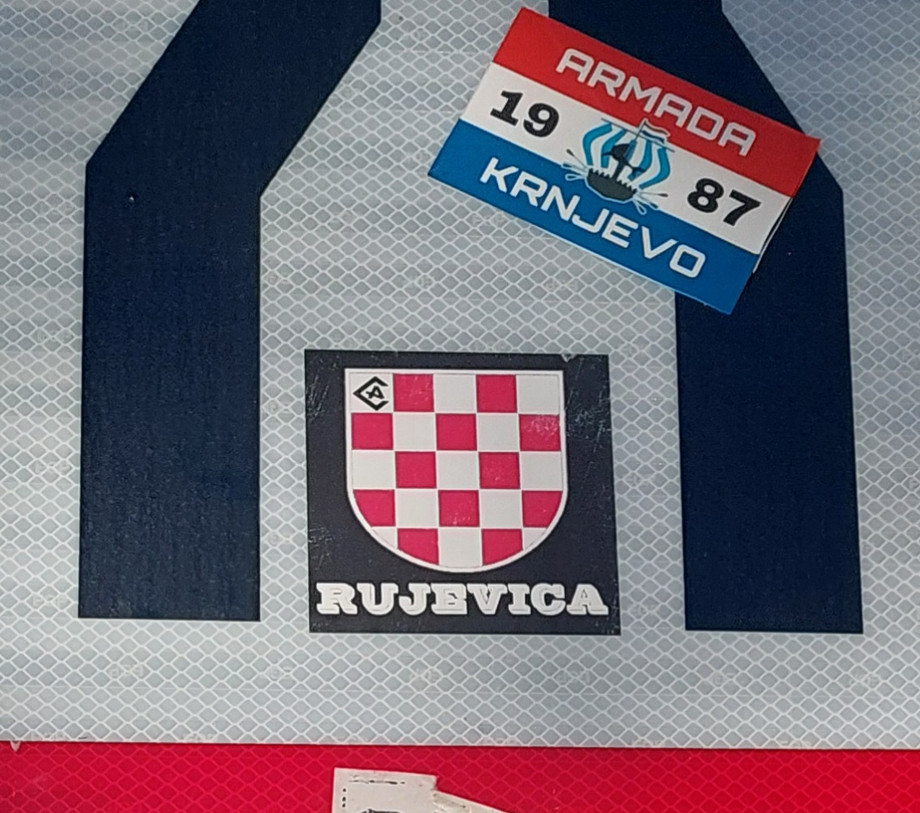 ARMADA
19 87
KRNJEVO
RUJEVICA